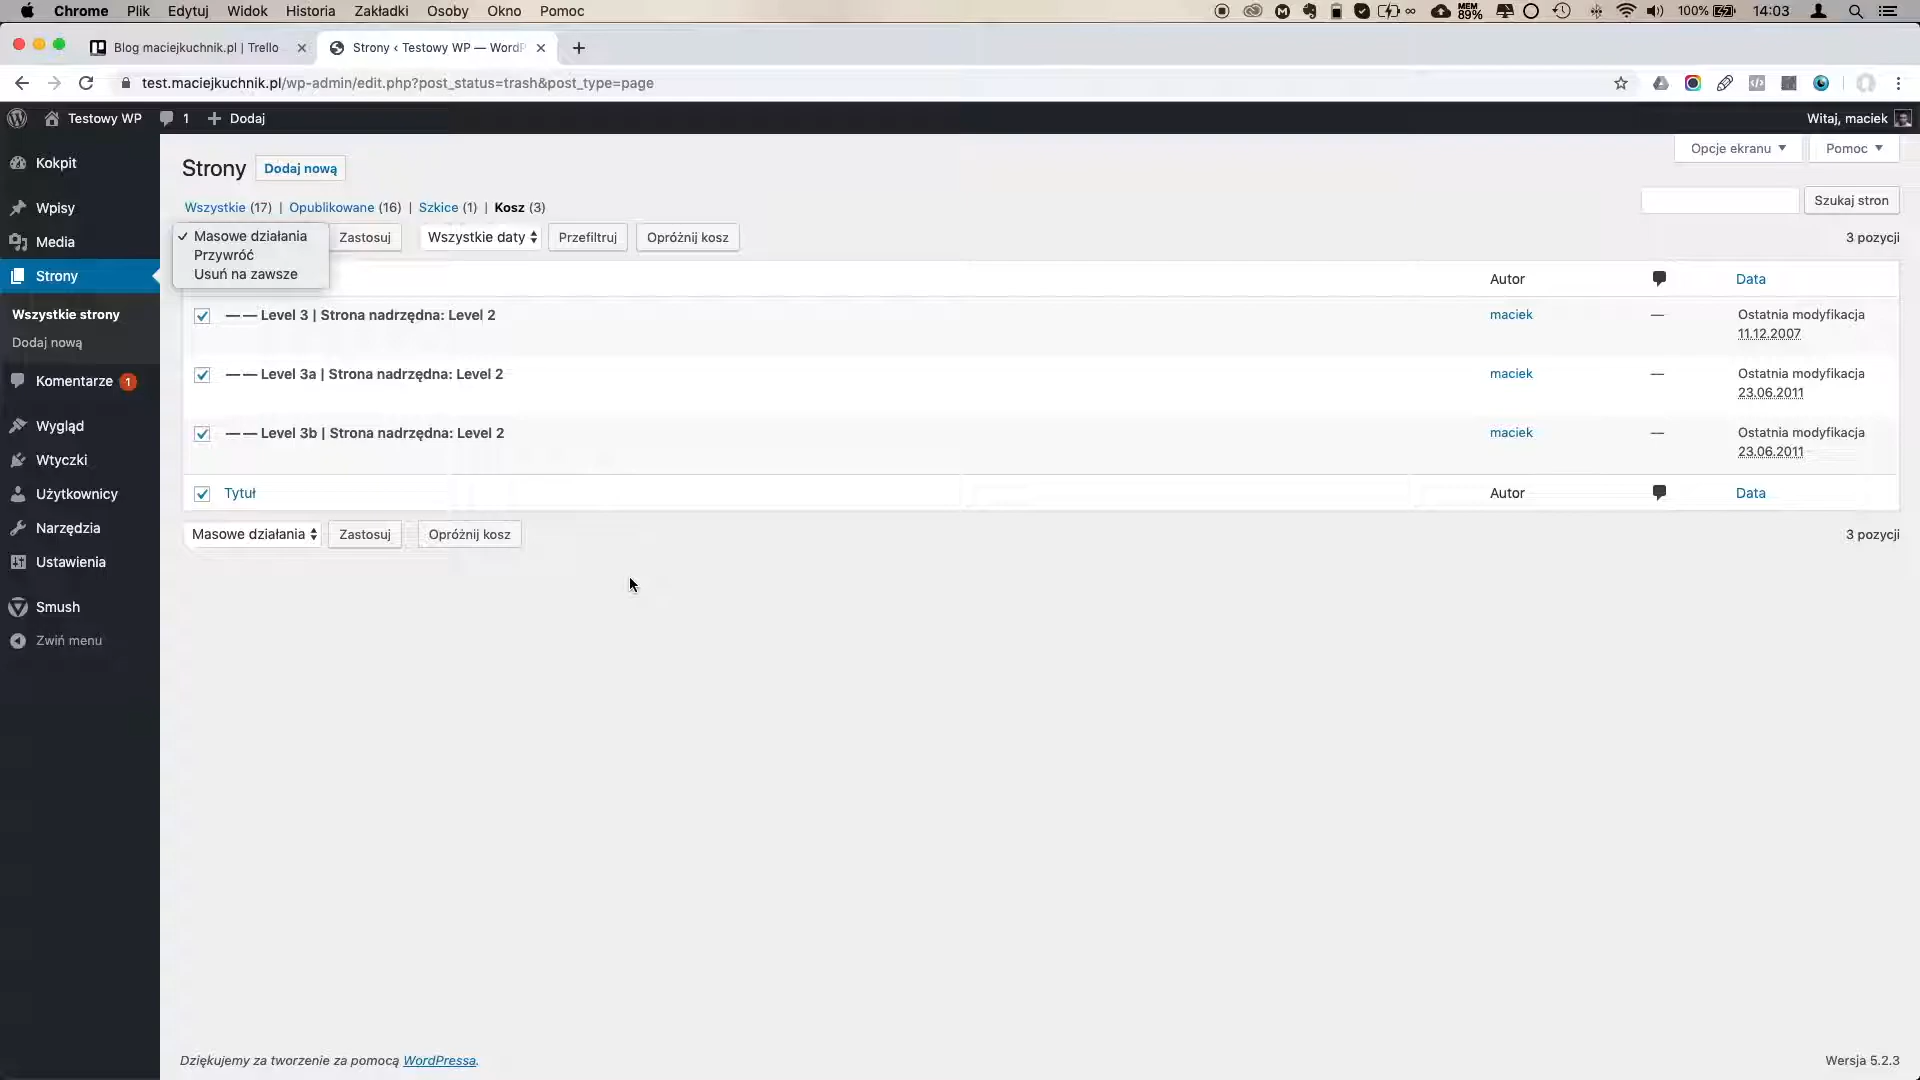 Chrome Plik Edytuj Widok Historia Zakładki Osoby Okno Pomoc MEM 89% 100% 14:03
Blog maciejkuchnik.pl | Trello
Strony ‹ Testowy WP — WordP
test.maciejkuchnik.pl/wp-admin/edit.php?post_status=trash&post_type=page
Testowy WP 1 Dodaj Witaj, maciek
Kokpit
Wpisy
Media
Strony
Wszystkie strony
Dodaj nową
Komentarze 1
Wygląd
Wtyczki
Użytkownicy
Narzędzia
Ustawienia
Smush
Zwiń menu
Opcje ekranu Pomoc
Strony Dodaj nową
Wszystkie (17) | Opublikowane (16) | Szkice (1) | Kosz (3)
Szukaj stron
Masowe działania
Przywróć
Usuń na zawsze
Zastosuj Wszystkie daty Przefiltruj Opróżnij kosz 3 pozycji
Autor Data
— — Level 3 | Strona nadrzędna: Level 2 maciek — Ostatnia modyfikacja
11.12.2007
— — Level 3a | Strona nadrzędna: Level 2 maciek — Ostatnia modyfikacja
23.06.2011
— — Level 3b | Strona nadrzędna: Level 2 maciek — Ostatnia modyfikacja
23.06.2011
Tytuł Autor Data
Masowe działania Zastosuj Opróżnij kosz 3 pozycji
Dziękujemy za tworzenie za pomocą WordPressa. Wersja 5.2.3